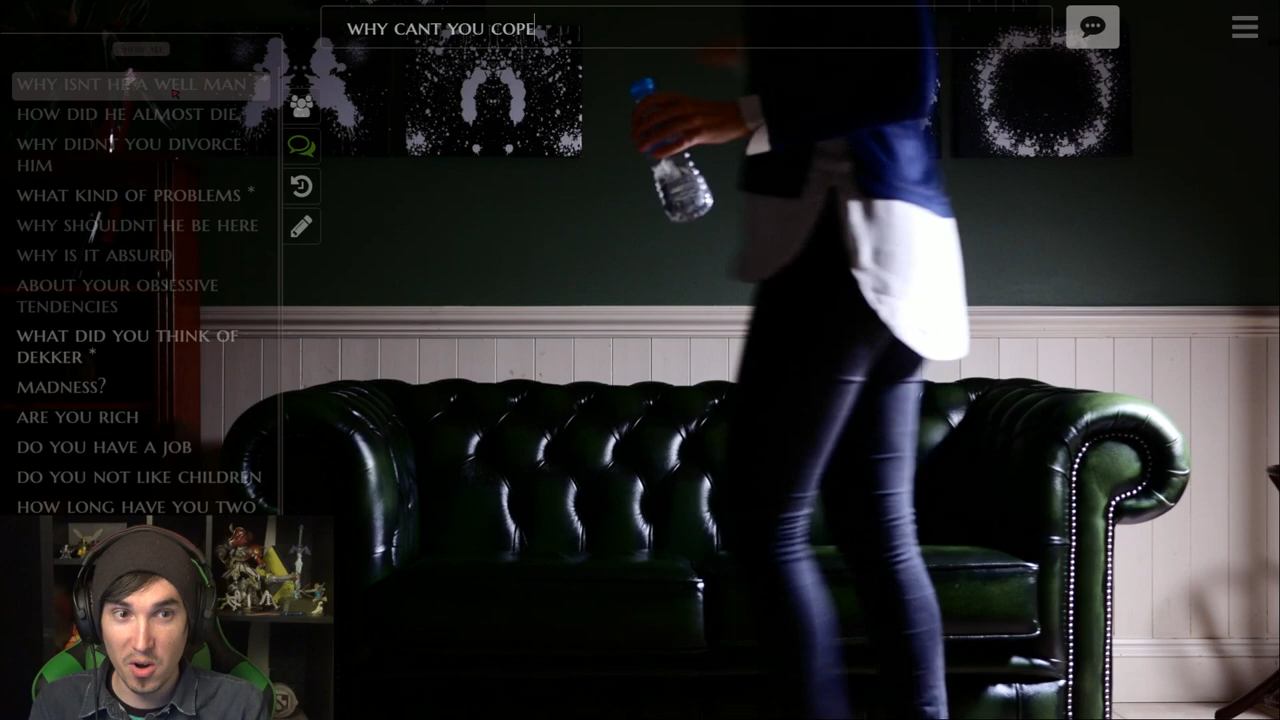 WHY CANT YOU COPE
SHOW ALL
WHY ISNT HE A WELL MAN *
HOW DID HE ALMOST DIE
WHY DIDNT YOU DIVORCE
HIM
WHAT KIND OF PROBLEMS *
WHY SHOULDNT HE BE HERE
WHY IS IT ABSURD
ABOUT YOUR OBSESSIVE
TENDENCIES
WHAT DID YOU THINK OF
DEKKER *
MADNESS?
ARE YOU RICH
DO YOU HAVE A JOB
DO YOU NOT LIKE CHILDREN
HOW LONG HAVE YOU TWO